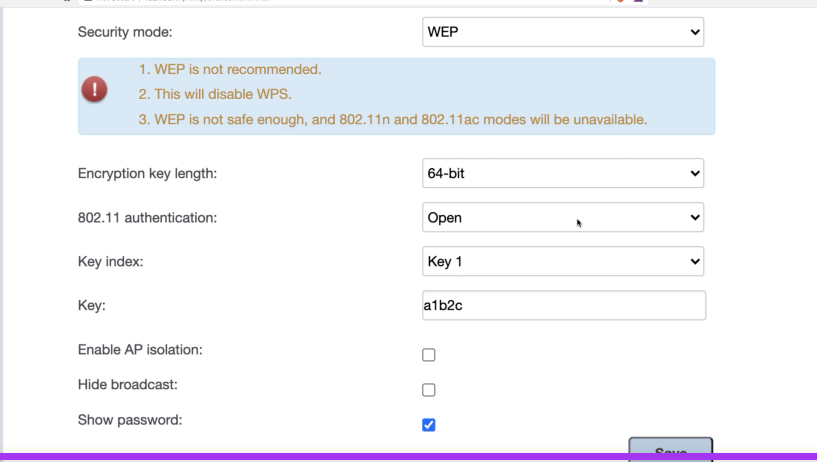 Security mode:
WEP
1. WEP is not recommended.
2. This will disable WPS.
3. WEP is not safe enough, and 802.11n and 802.11ac modes will be unavailable.
Encryption key length:
64-bit
802.11 authentication:
Open
Key index:
Key 1
Key:
a1b2c
Enable AP isolation:
Hide broadcast:
Show password:
Save